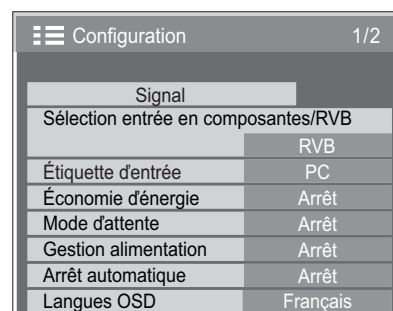 Configuration 1/2
Signal
Sélection entrée en composantes/RVB
RVB
Étiquette d'entrée PC
Économie d'énergie Arrêt
Mode d'attente Arrêt
Gestion alimentation Arrêt
Arrêt automatique Arrêt
Langues OSD Français